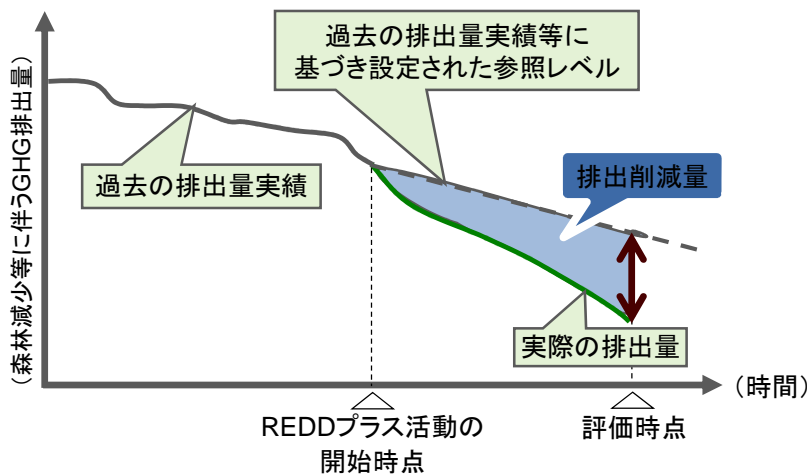 過去の排出量実績等に
基づき設定された参照レベル
(森林減少等に伴うGHG排出量)
過去の排出量実績
排出削減量
実際の排出量
(時間)
REDDプラス活動の
開始時点
評価時点